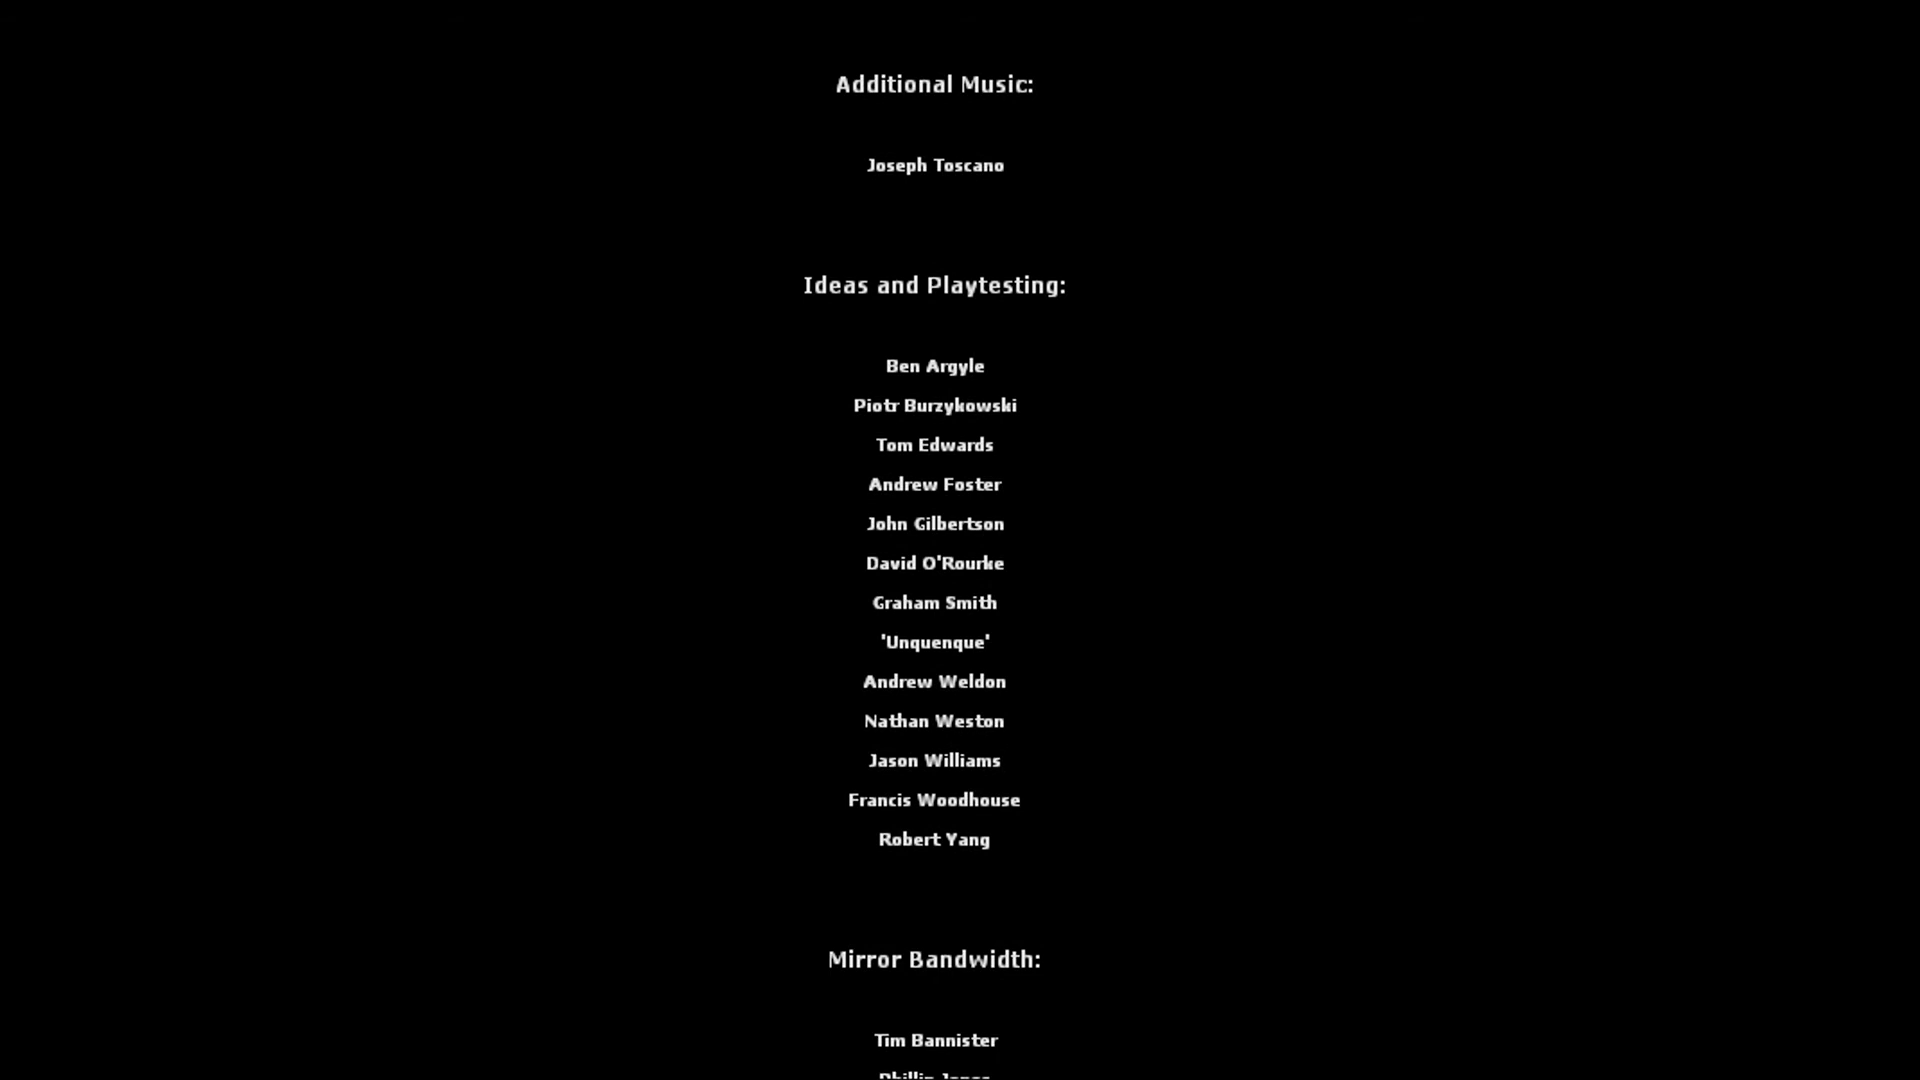 Additional Music:
Joseph Toscano
Ideas and Playtesting:
Ben Argyle
Piotr Burzykowski
Tom Edwards
Andrew Foster
John Gilbertson
David O'Rourke
Graham Smith
'Unquenque'
Andrew Weldon
Nathan Weston
Jason Williams
Francis Woodhouse
Robert Yang
Mirror Bandwidth:
Tim Bannister